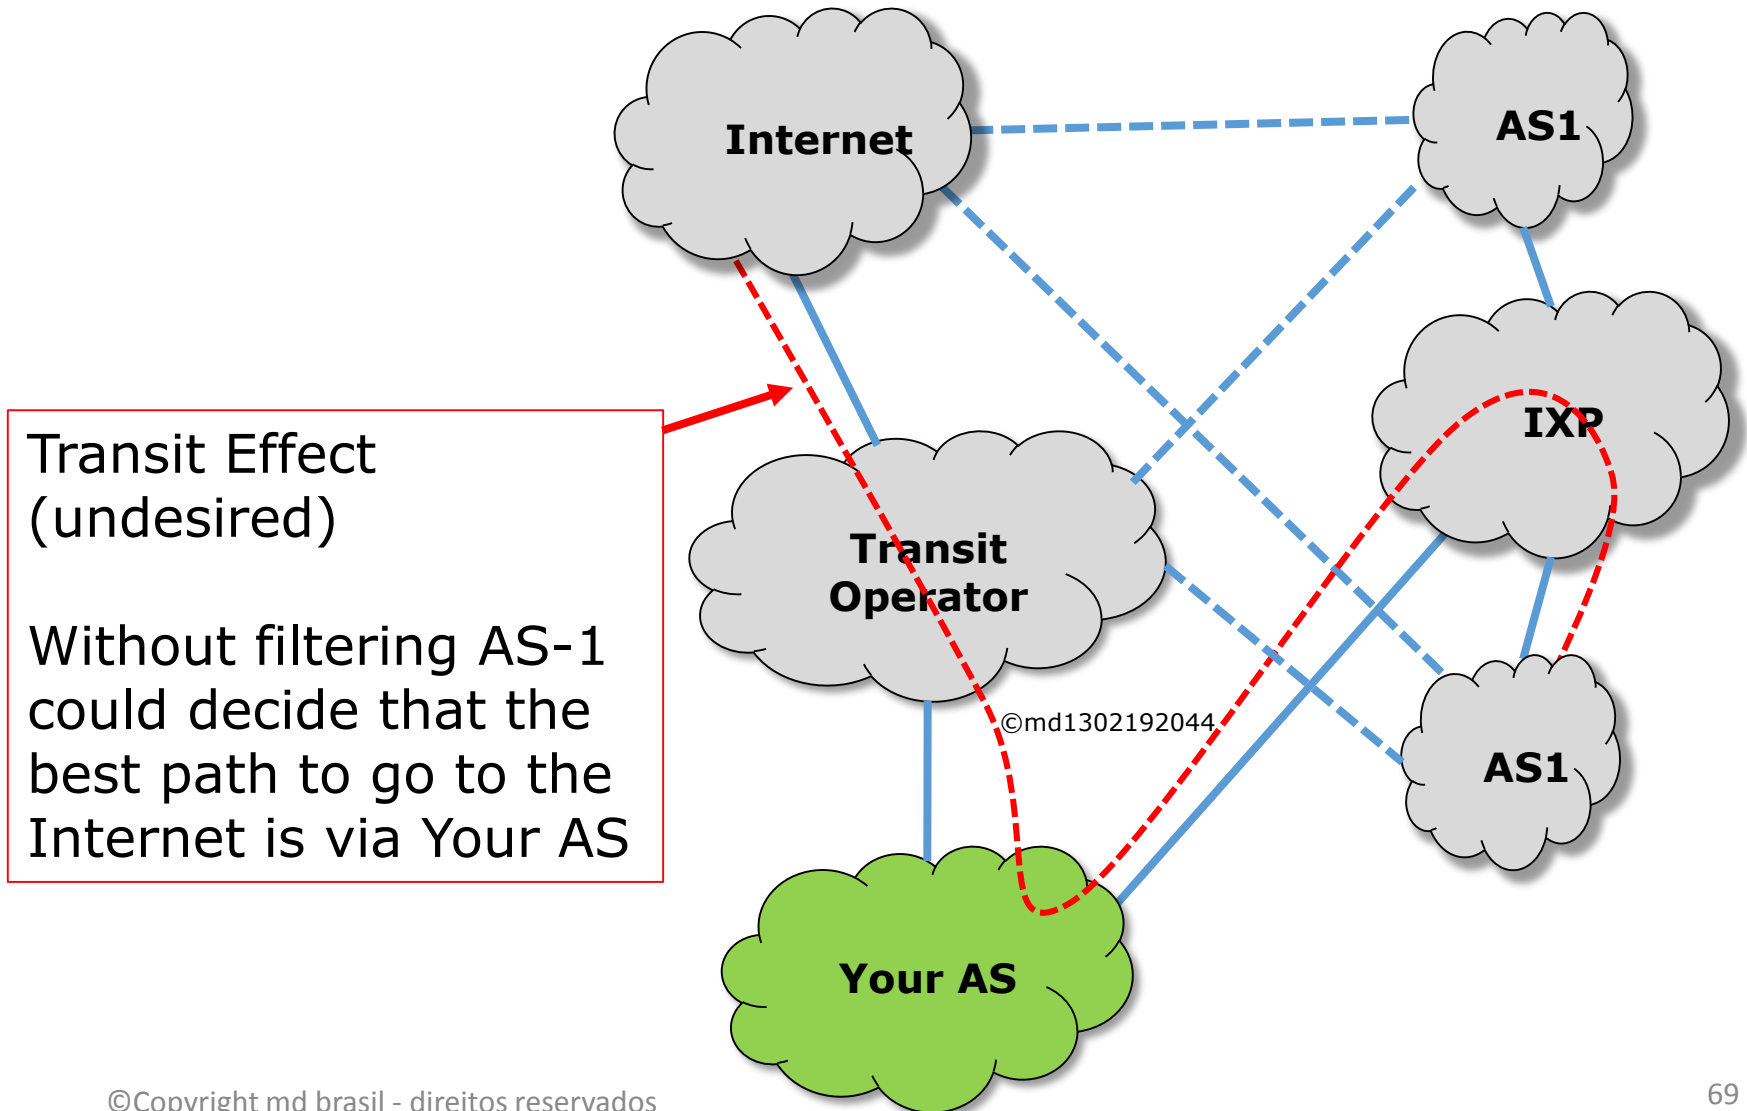 Internet
AS1
IXP
Transit Effect
(undesired)
Without filtering AS-1
could decide that the
best path to go to the
Internet is via Your AS
Transit
Operator
©md1302192044
AS1
Your AS
©Copyright md brasil - direitos reservados
69